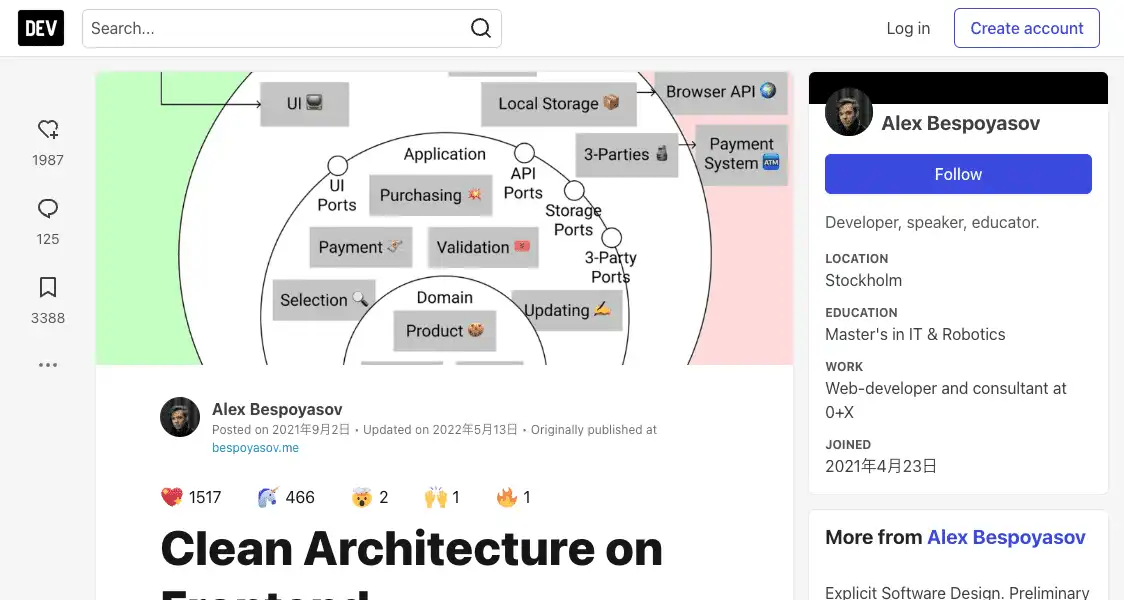 DEV
Search...
Log in
Create account
1987
125
3388
UI
Local Storage
Browser API
3-Parties
Payment
System
ATM
Application
UI
Ports
API
Ports
Storage
Ports
3-Party
Ports
Purchasing
Payment
Validation
Selection
Updating
Domain
Product
Alex Bespoyasov
Posted on 2021年9月2日 • Updated on 2022年5月13日 • Originally published at
bespoyasov.me
1517
466
2
1
1
Clean Architecture on
Frontend
Alex Bespoyasov
Follow
Developer, speaker, educator.
LOCATION
Stockholm
EDUCATION
Master's in IT & Robotics
WORK
Web-developer and consultant at
0+X
JOINED
2021年4月23日
More from Alex Bespoyasov
Explicit Software Design. Preliminary